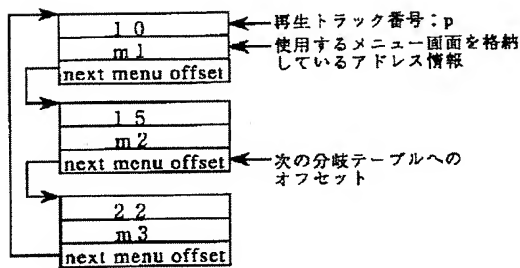 10
再生トラック番号:p
m1
使用するメニュー画面を格納
しているアドレス情報
next menu offset
15
m2
next menu offset
次の分岐テーブルへの
オフセット
22
m3
next menu offset